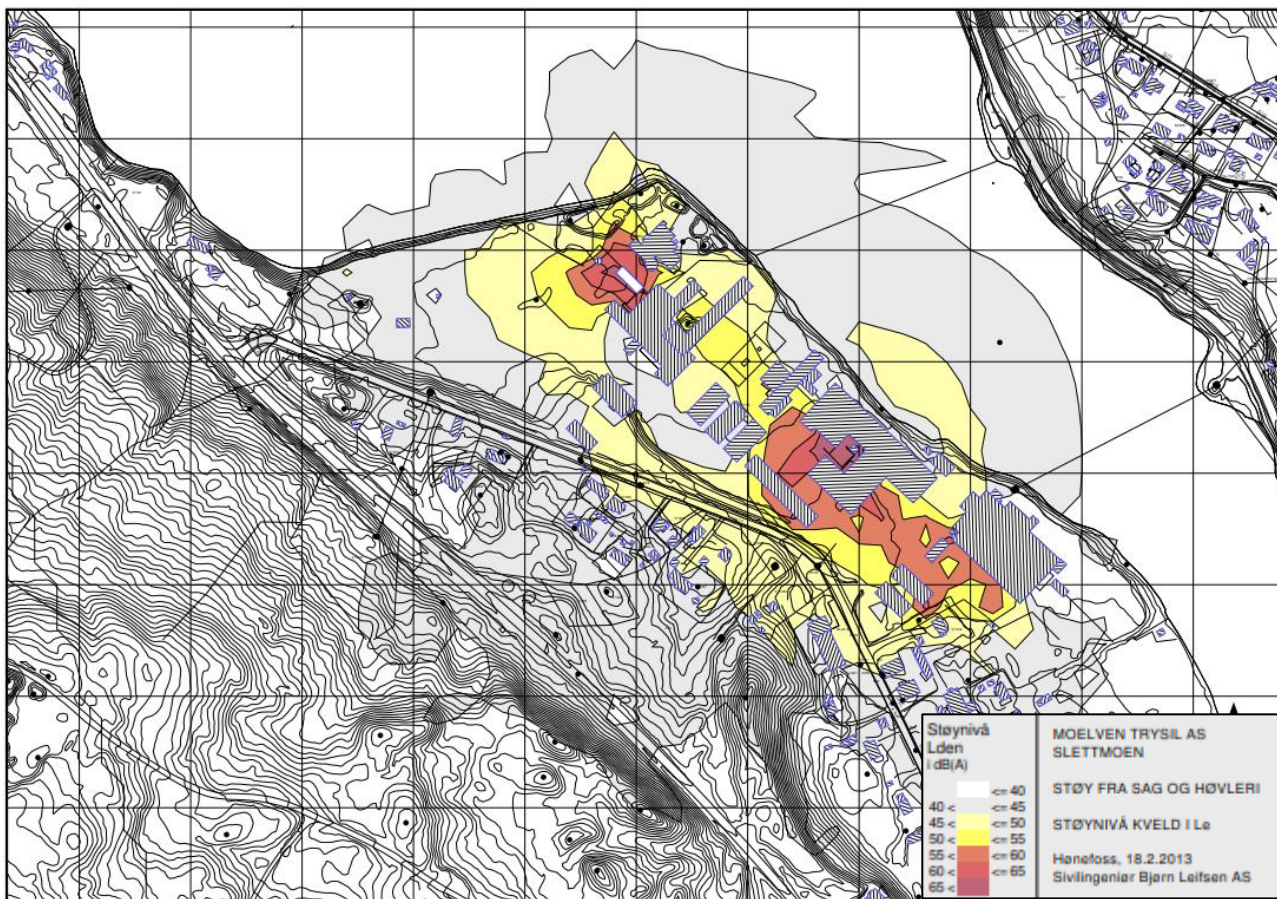 Støynivå
Lden
i dB(A)
<= 40
40 < <= 45
45 < <= 50
50 < <= 55
55 < <= 60
60 < <= 65
65 <
MOELVEN TRYSIL AS
SLETTMOEN
STØY FRA SAG OG HØVLERI
STØYNIVÅ KVELD I Le
Hønefoss, 18.2.2013
Sivilingeniør Bjørn Leifsen AS